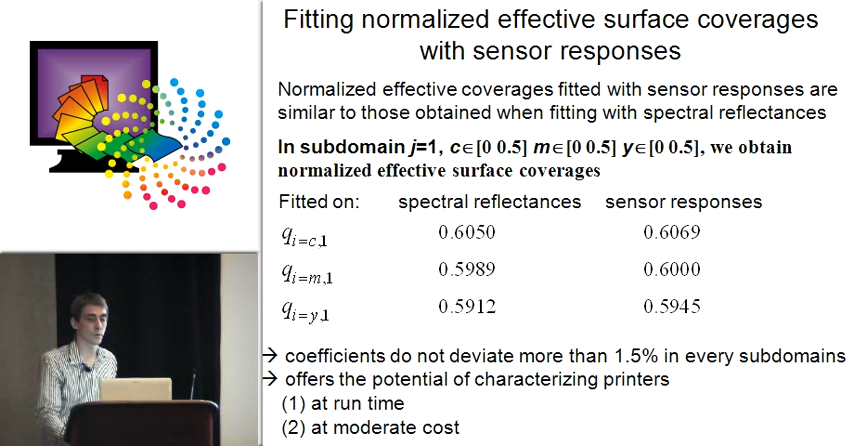 Fitting normalized effective surface coverages
with sensor responses
Normalized effective coverages fitted with sensor responses are
similar to those obtained when fitting with spectral reflectances
In subdomain j=1, c∈[0 0.5] m∈[0 0.5] y∈[0 0.5], we obtain
normalized effective surface coverages
Fitted on: spectral reflectances sensor responses
q_{i=c,1} 0.6050 0.6069
q_{i=m,1} 0.5989 0.6000
q_{i=y,1} 0.5912 0.5945
→ coefficients do not deviate more than 1.5% in every subdomains
→ offers the potential of characterizing printers
(1) at run time
(2) at moderate cost